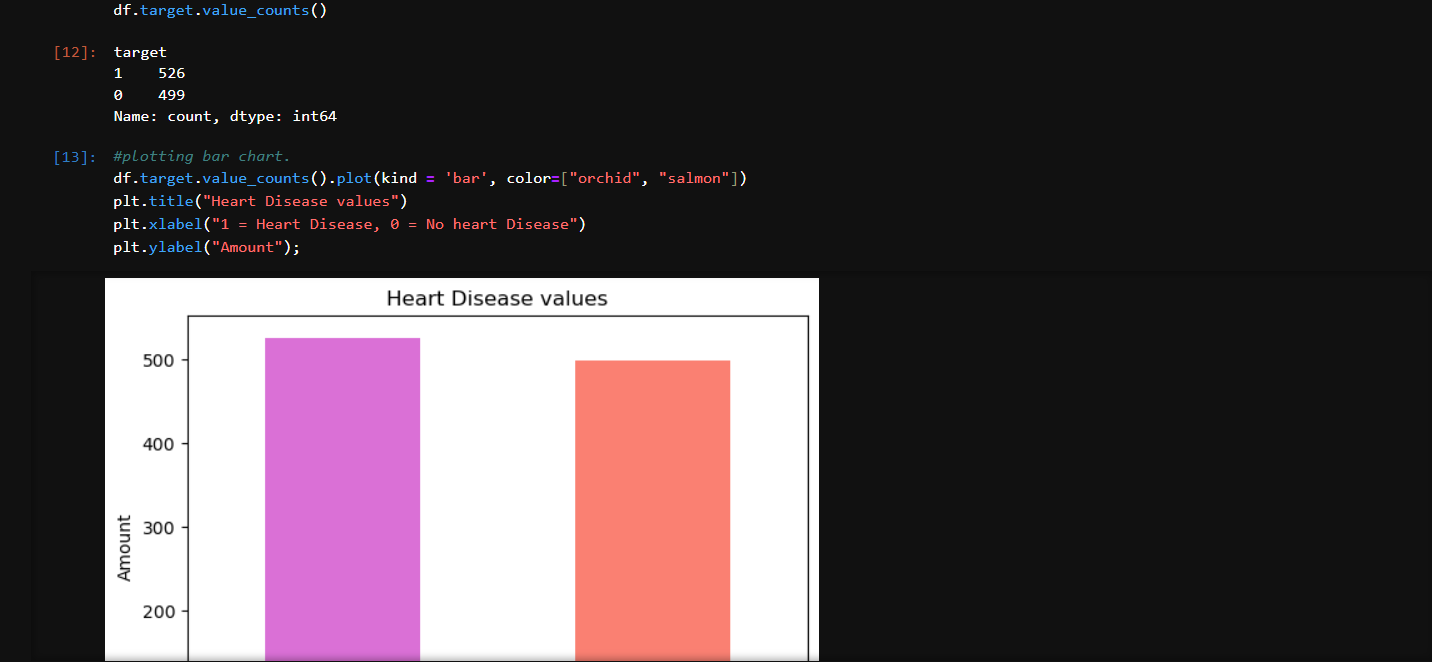 df.target.value_counts()
[12]: target
1    526
0    499
Name: count, dtype: int64
[13]: #plotting bar chart.
df.target.value_counts().plot(kind = 'bar', color=["orchid", "salmon"])
plt.title("Heart Disease values")
plt.xlabel("1 = Heart Disease, 0 = No heart Disease")
plt.ylabel("Amount");
Heart Disease values
500
400
300
200
Amount